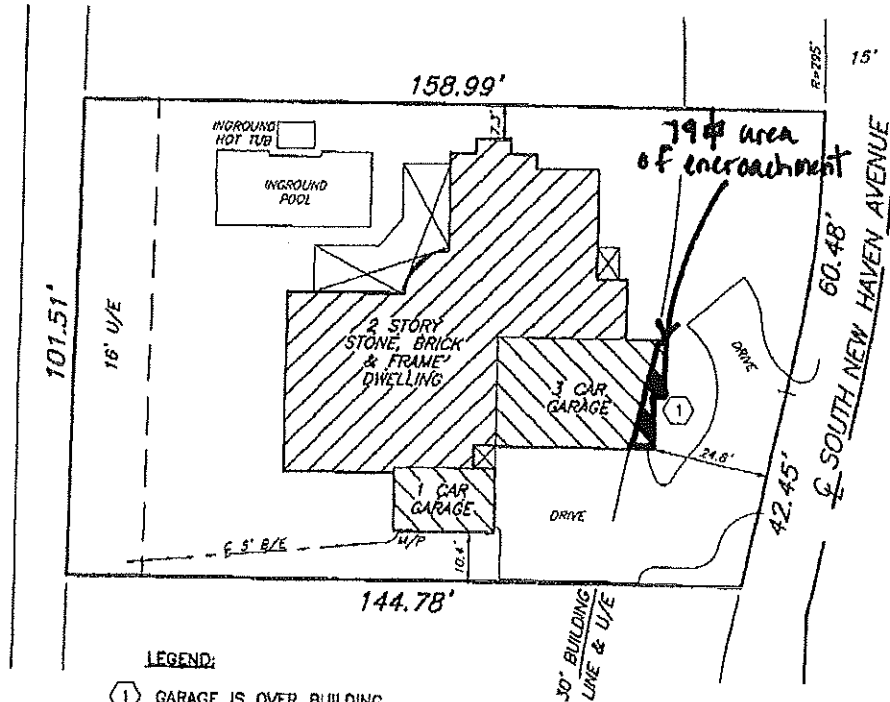 158.99'
R=295'
15'
INGROUND
HOT TUB
7.3'
INGROUND
POOL
of encroachment
area
SOUTH NEW HAVEN AVENUE
60.48'
101.51'
16' U/E
2 STORY
STONE, BRICK
& FRAME
DWELLING
DRIVE
3 CAR
GARAGE
1
24.8'
42.45'
1 CAR
GARAGE
DRIVE
5' B/E
M/P
10.4'
144.78'
30' BUILDING
LINE & U/E
LEGEND:
1 GARAGE IS OVER BUILDING